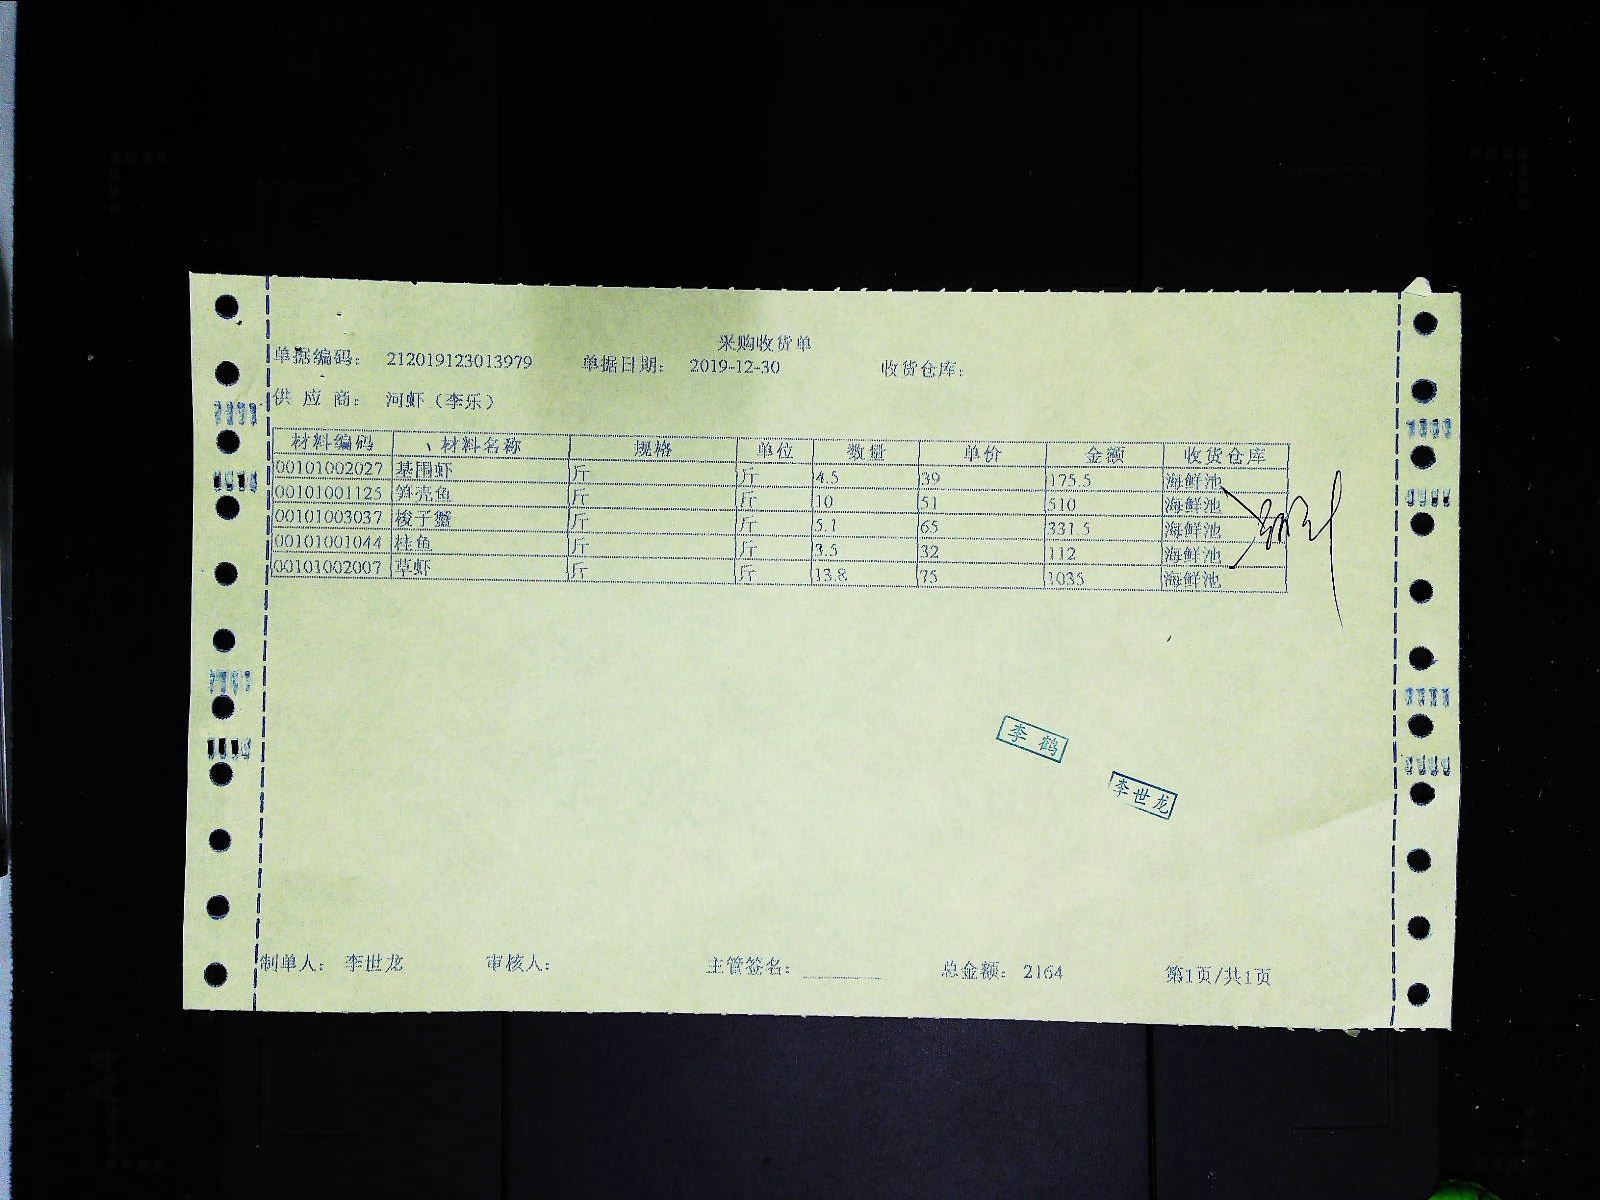 采购收货单
单据编码: 212019123013979 单据日期: 2019-12-30 收货仓库:
供应商: 河虾(李乐)
材料编码 材料名称 规格 单位 数量 单价 金额 收货仓库
00101002027 基围虾 斤 斤 4.5 39 175.5 海鲜池
00101001125 笋壳鱼 斤 斤 10 51 510 海鲜池
00101003037 梭子蟹 斤 斤 5.1 65 331.5 海鲜池
00101001044 桂鱼 斤 斤 3.5 32 112 海鲜池
00101002007 草虾 斤 斤 13.8 75 1035 海鲜池
李鹤
李世龙
制单人: 李世龙 审核人: 主管签名: 总金额: 2164 第1页/共1页